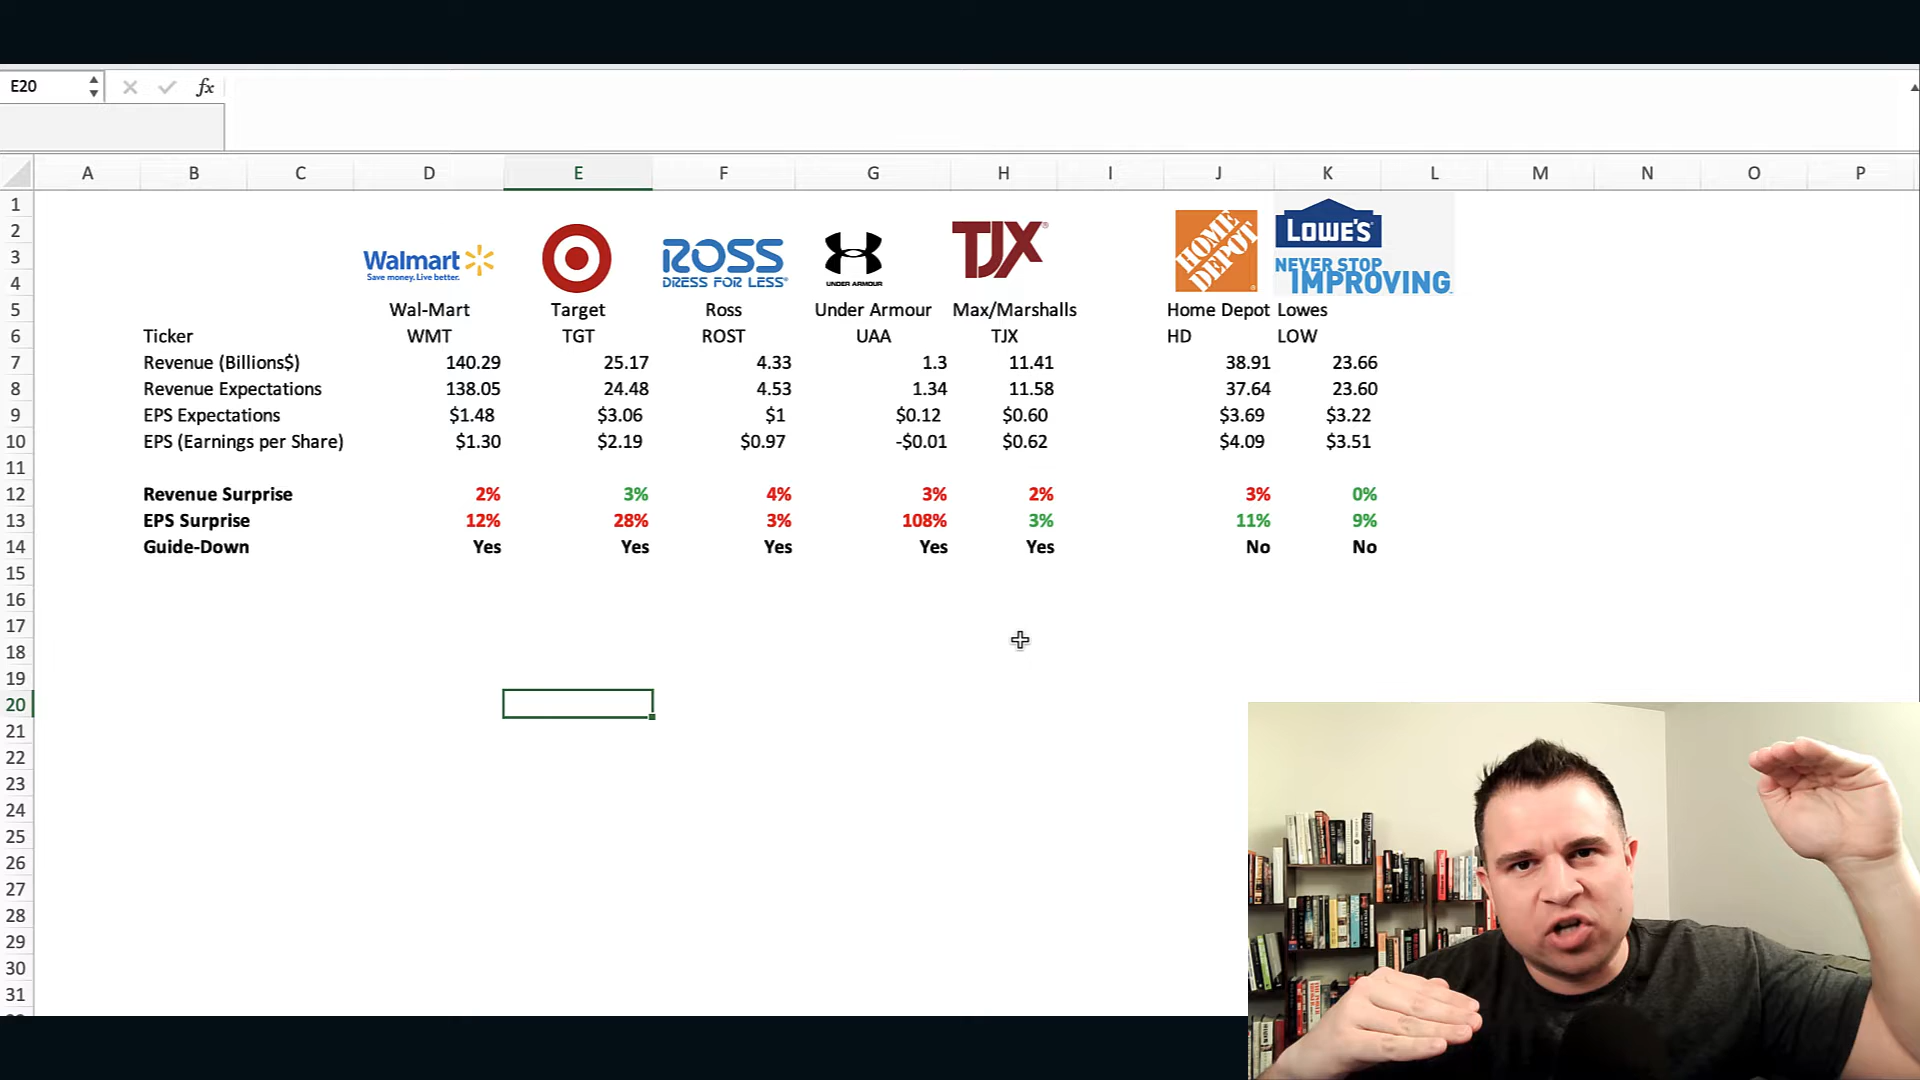 E20 fx
A B C D E F G H I J K L M N O P
1
2
3
4
Walmart
Save money. Live better.
ROSS
DRESS FOR LESS®
UNDER ARMOUR
TJX®
THE HOME DEPOT
LOWE'S
NEVER STOP
IMPROVING.
5 Wal-Mart Target Ross Under Armour Max/Marshalls Home Depot Lowes
6 Ticker WMT TGT ROST UAA TJX HD LOW
7 Revenue (Billions$) 140.29 25.17 4.33 1.3 11.41 38.91 23.66
8 Revenue Expectations 138.05 24.48 4.53 1.34 11.58 37.64 23.60
9 EPS Expectations $1.48 $3.06 $1 $0.12 $0.60 $3.69 $3.22
10 EPS (Earnings per Share) $1.30 $2.19 $0.97 -$0.01 $0.62 $4.09 $3.51
11
12 Revenue Surprise 2% 3% 4% 3% 2% 3% 0%
13 EPS Surprise 12% 28% 3% 108% 3% 11% 9%
14 Guide-Down Yes Yes Yes Yes Yes No No
15
16
17
18
19
20
21
22
23
24
25
26
27
28
29
30
31